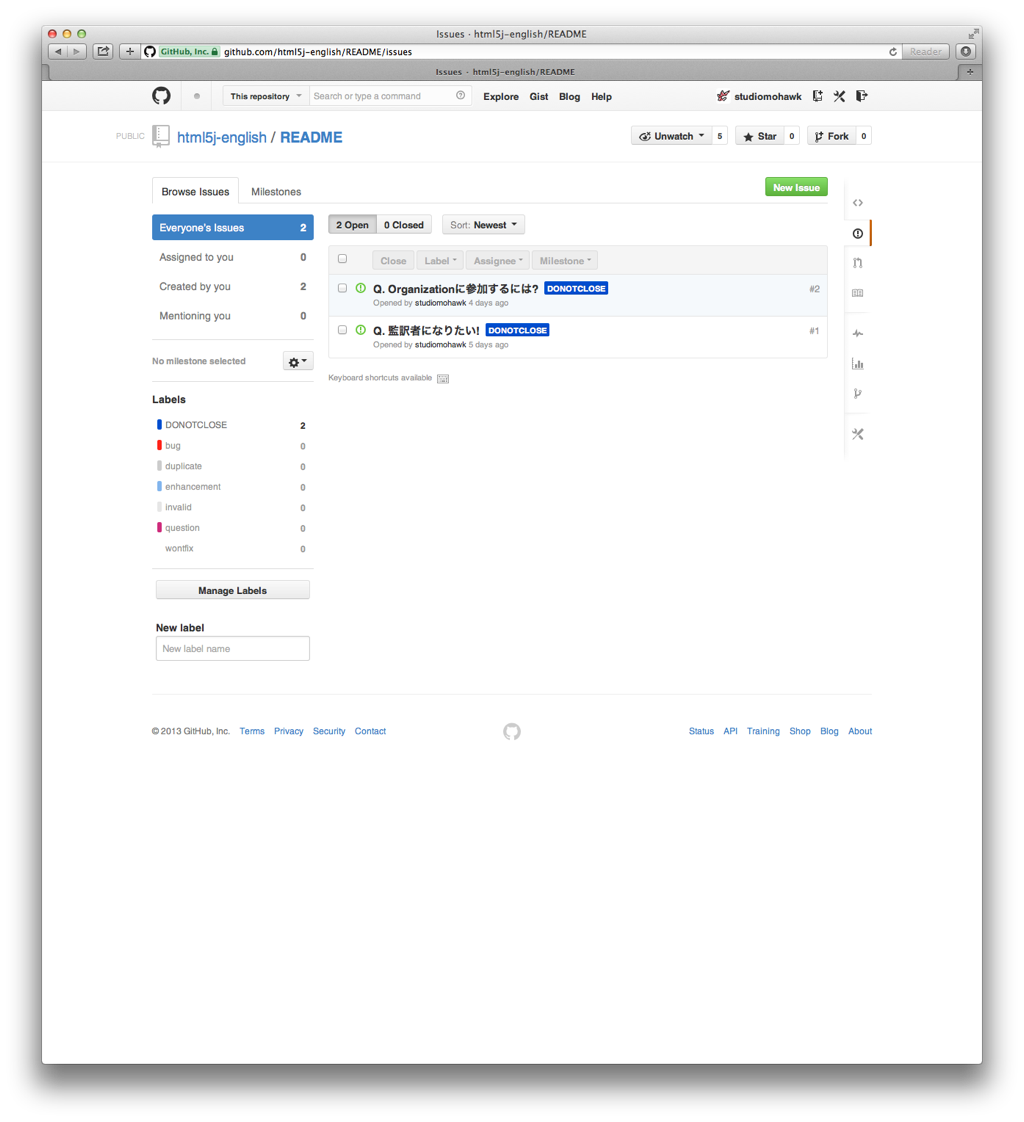 Issues · html5j-english/README
GitHub, Inc. github.com/html5j-english/README/issues Reader
Issues · html5j-english/README
This repository Search or type a command Explore Gist Blog Help studiomohawk
PUBLIC html5j-english / README Unwatch 5 Star 0 Fork 0
Browse Issues Milestones New Issue
Everyone's Issues 2
Assigned to you 0
Created by you 2
Mentioning you 0
No milestone selected
Labels
DONOTCLOSE 2
bug 0
duplicate 0
enhancement 0
invalid 0
question 0
wontfix 0
Manage Labels
New label
New label name
2 Open 0 Closed Sort: Newest
Close Label Assignee Milestone
Q. Organizationに参加するには? DONOTCLOSE #2
Opened by studiomohawk 4 days ago
Q. 監訳者になりたい! DONOTCLOSE #1
Opened by studiomohawk 5 days ago
Keyboard shortcuts available
© 2013 GitHub, Inc. Terms Privacy Security Contact Status API Training Shop Blog About